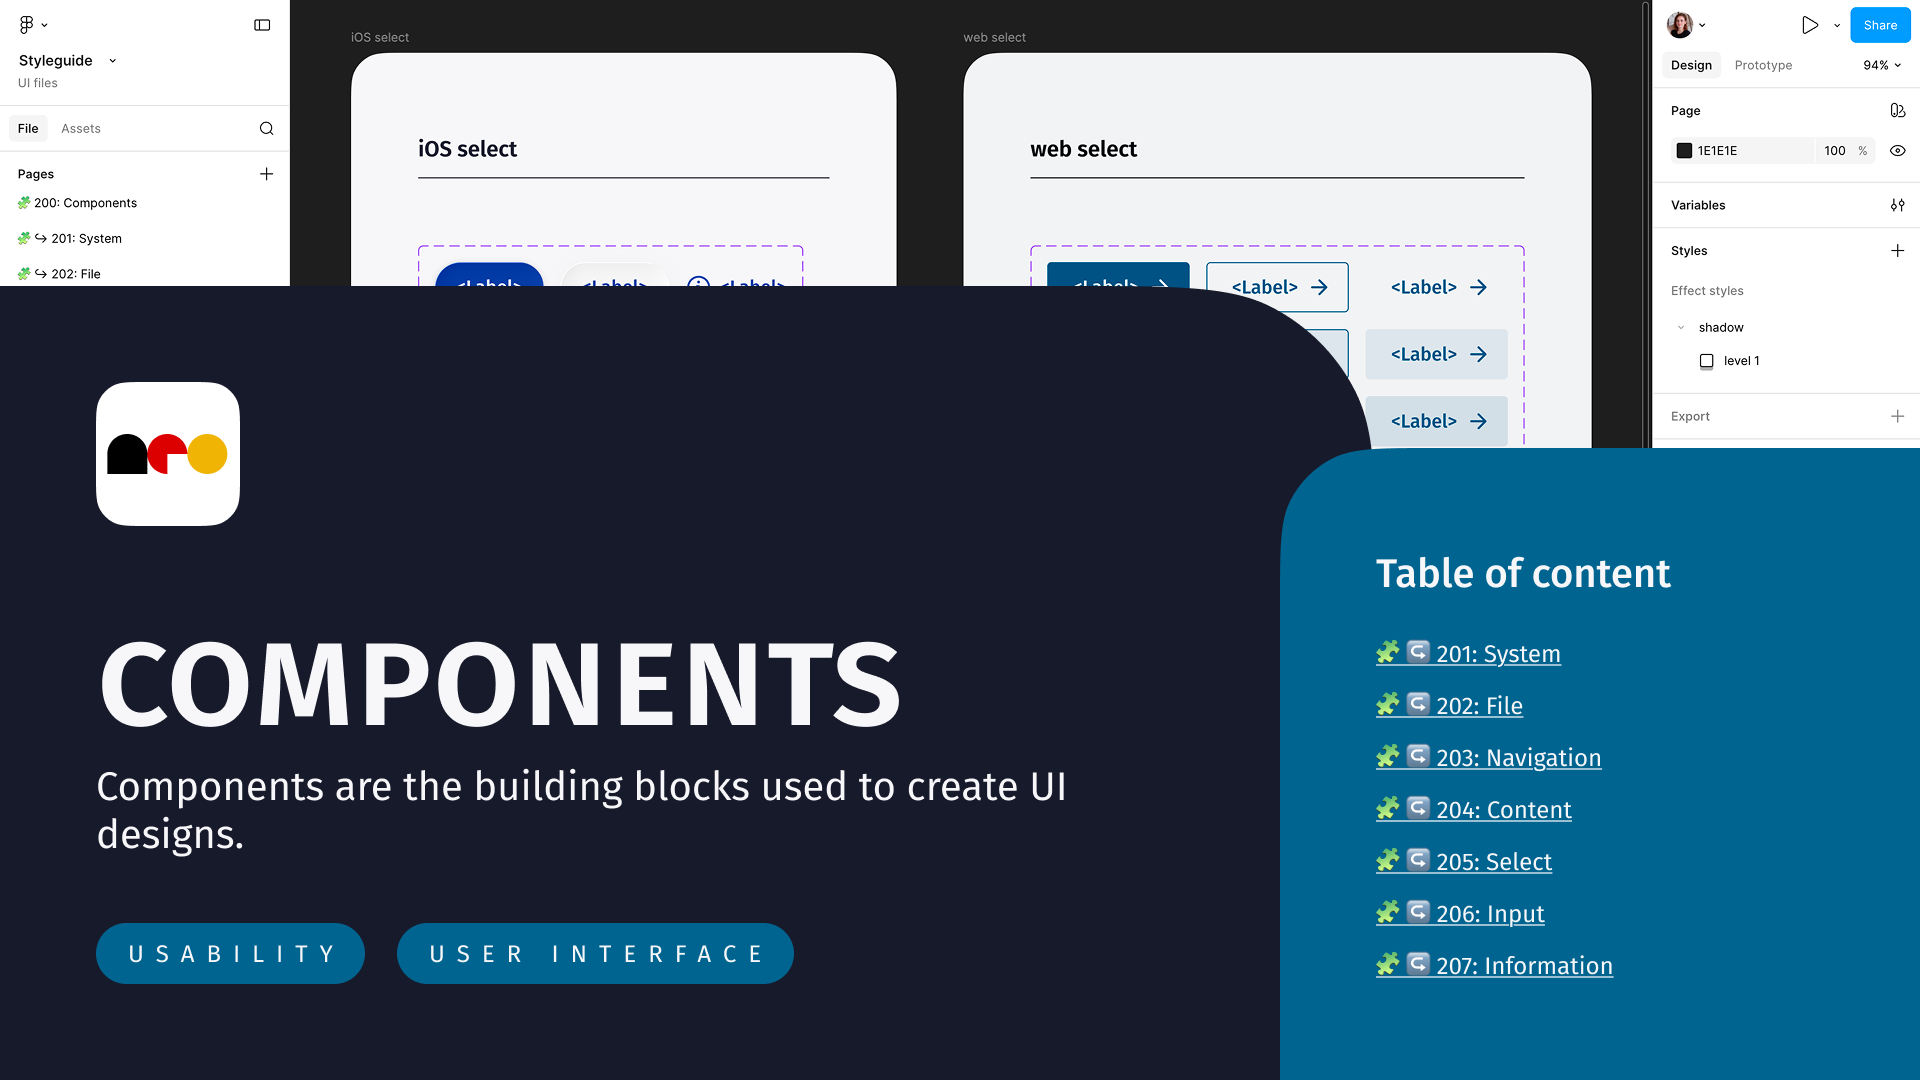 Styleguide
UI files
File
Assets
Pages
200: Components
↪ 201: System
↪ 202: File
iOS select
iOS select
<Label>
<Label>
<Label>
web select
web select
<Label> →
<Label> →
<Label> →
<Label> →
<Label> →
Share
Design
Prototype
94%
Page
1E1E1E
100
%
Variables
Styles
Effect styles
shadow
level 1
Export
COMPONENTS
Components are the building blocks used to create UI
designs.
USABILITY
USER INTERFACE
Table of content
🧩 ↪️ 201: System
🧩 ↪️ 202: File
🧩 ↪️ 203: Navigation
🧩 ↪️ 204: Content
🧩 ↪️ 205: Select
🧩 ↪️ 206: Input
🧩 ↪️ 207: Information